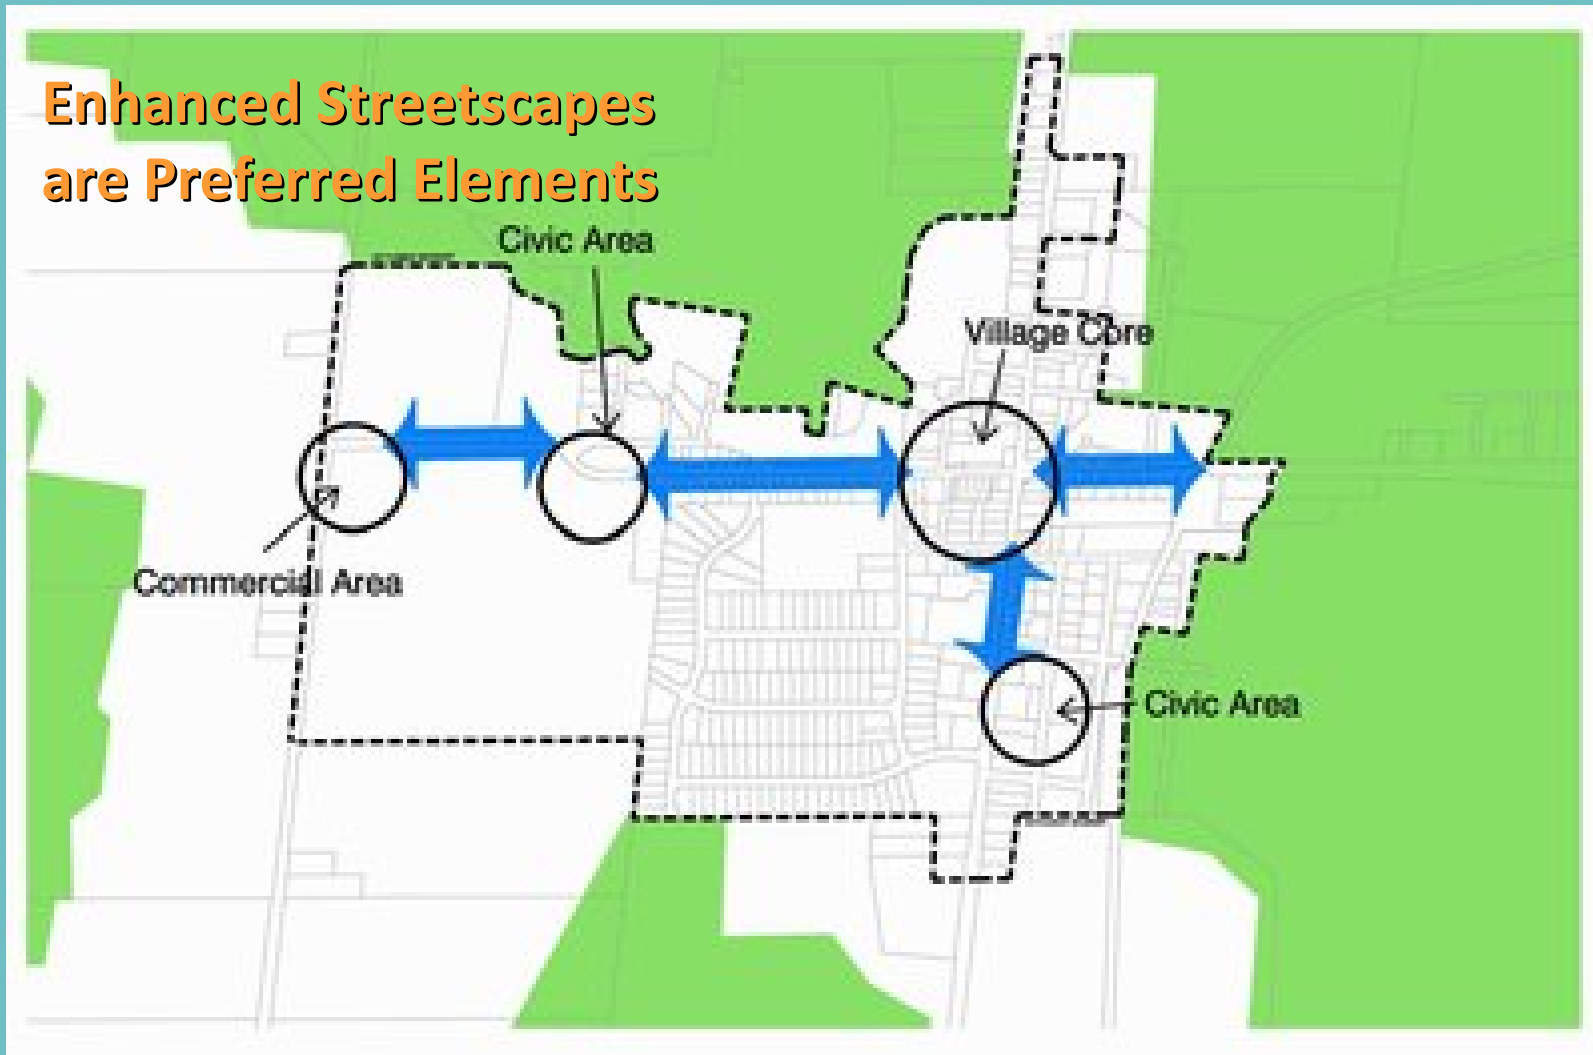 Enhanced Streetscapes
are Preferred Elements
Civic Area
Village Core
Commercial Area
Civic Area